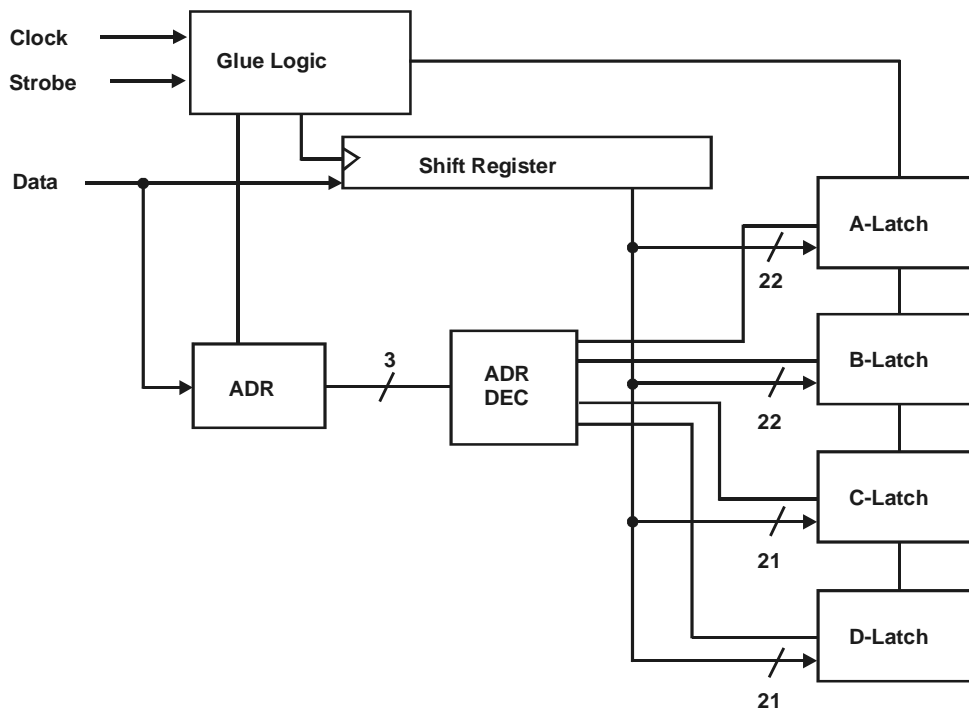 Clock
Strobe
Glue Logic
Data
Shift Register
A-Latch
22
B-Latch
22
ADR
3
ADR
DEC
C-Latch
21
D-Latch
21